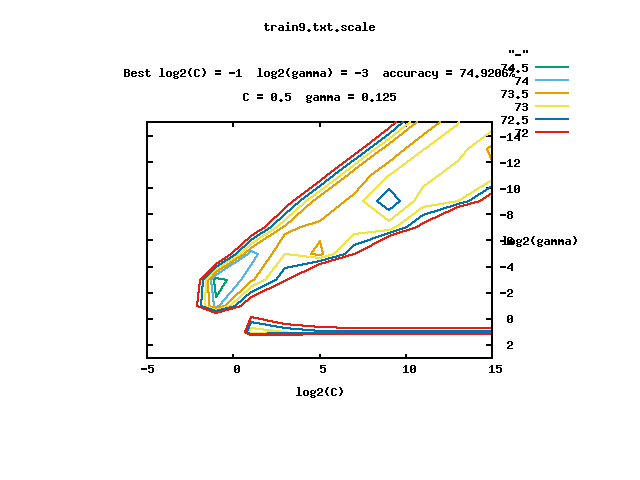 train9.txt.scale
"-"
Best log2(C) = -1  log2(gamma) = -3  accuracy = 74.9206%
74.5
74
C = 0.5  gamma = 0.125
73.5
73
72.5
72
-14
-12
-10
-8
-6
log2(gamma)
-4
-2
0
2
-5 0 5 10 15
log2(C)